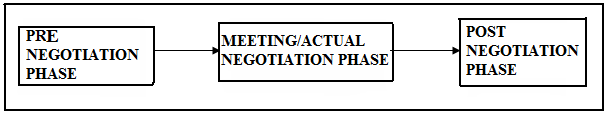 PRE
NEGOTIATION
PHASE
MEETING/ACTUAL
NEGOTIATION PHASE
POST
NEGOTIATION
PHASE